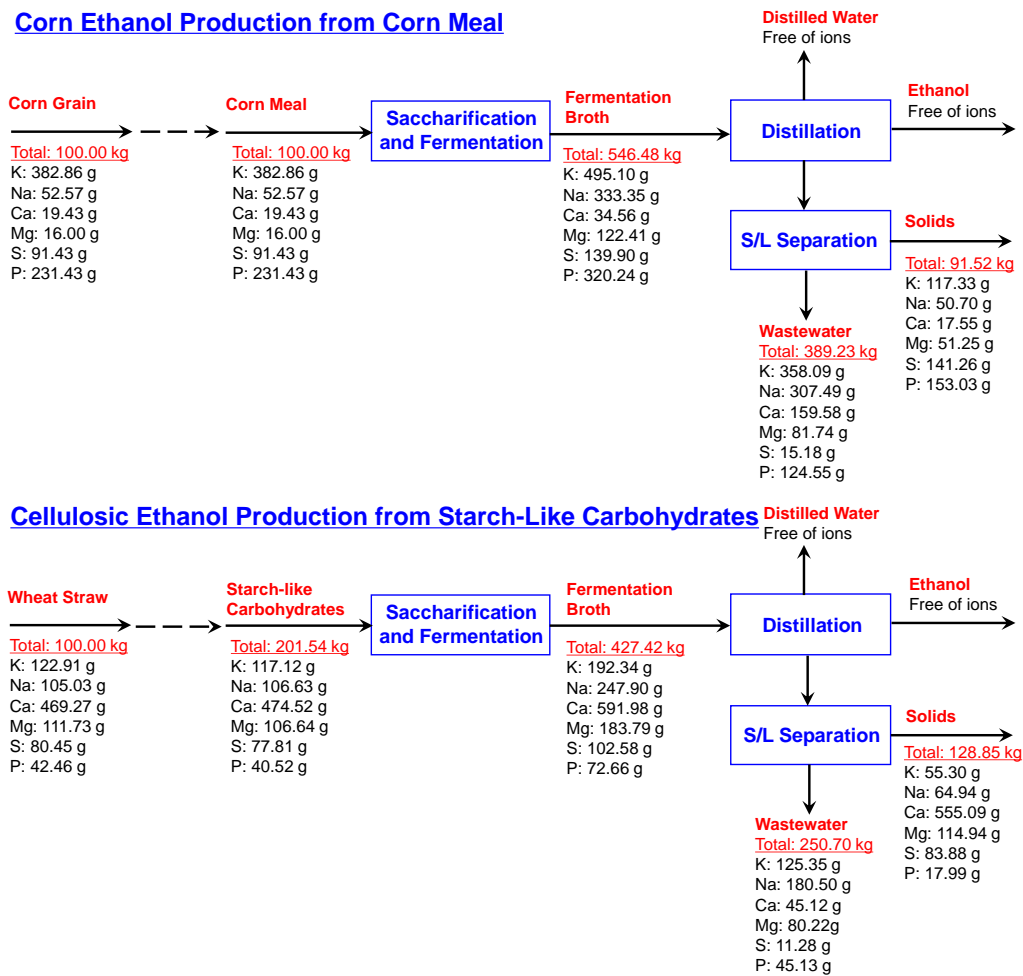 Corn Ethanol Production from Corn Meal
Distilled Water
Free of ions
Corn Grain
Total: 100.00 kg
K: 382.86 g
Na: 52.57 g
Ca: 19.43 g
Mg: 16.00 g
S: 91.43 g
P: 231.43 g
Corn Meal
Total: 100.00 kg
K: 382.86 g
Na: 52.57 g
Ca: 19.43 g
Mg: 16.00 g
S: 91.43 g
P: 231.43 g
Saccharification
and Fermentation
Fermentation
Broth
Total: 546.48 kg
K: 495.10 g
Na: 333.35 g
Ca: 34.56 g
Mg: 122.41 g
S: 139.90 g
P: 320.24 g
Distillation
Ethanol
Free of ions
S/L Separation
Solids
Total: 91.52 kg
K: 117.33 g
Na: 50.70 g
Ca: 17.55 g
Mg: 51.25 g
S: 141.26 g
P: 153.03 g
Wastewater
Total: 389.23 kg
K: 358.09 g
Na: 307.49 g
Ca: 159.58 g
Mg: 81.74 g
S: 15.18 g
P: 124.55 g
Cellulosic Ethanol Production from Starch-Like Carbohydrates
Distilled Water
Free of ions
Wheat Straw
Total: 100.00 kg
K: 122.91 g
Na: 105.03 g
Ca: 469.27 g
Mg: 111.73 g
S: 80.45 g
P: 42.46 g
Starch-like
Carbohydrates
Total: 201.54 kg
K: 117.12 g
Na: 106.63 g
Ca: 474.52 g
Mg: 106.64 g
S: 77.81 g
P: 40.52 g
Saccharification
and Fermentation
Fermentation
Broth
Total: 427.42 kg
K: 192.34 g
Na: 247.90 g
Ca: 591.98 g
Mg: 183.79 g
S: 102.58 g
P: 72.66 g
Distillation
Ethanol
Free of ions
S/L Separation
Solids
Total: 128.85 kg
K: 55.30 g
Na: 64.94 g
Ca: 555.09 g
Mg: 114.94 g
S: 83.88 g
P: 17.99 g
Wastewater
Total: 250.70 kg
K: 125.35 g
Na: 180.50 g
Ca: 45.12 g
Mg: 80.22g
S: 11.28 g
P: 45.13 g